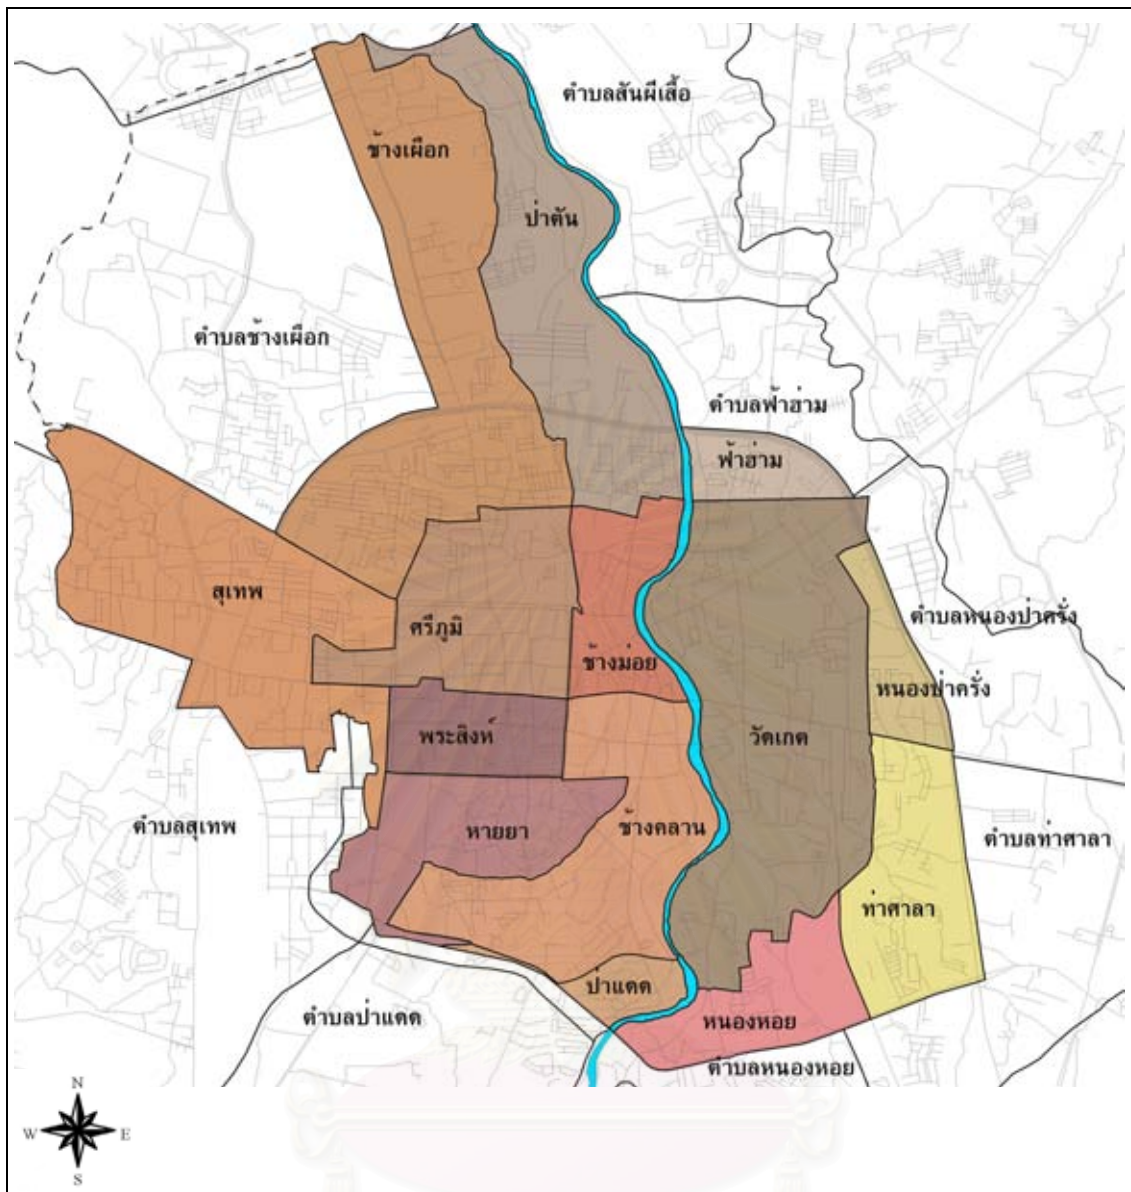 ตำบลสันผีเสื้อ
ช้างเผือก
ป่าตัน
ตำบลช้างเผือก
ตำบลฟ้าฮ่าม
ฟ้าฮ่าม
สุเทพ
ตำบลหนองป่าครั่ง
ศรีภูมิ
ช้างม่อย
หนองป่าครั่ง
พระสิงห์
วัดเกต
ตำบลสุเทพ
หายยา
ช้างคลาน
ตำบลท่าศาลา
ท่าศาลา
ป่าแดด
ตำบลป่าแดด
หนองหอย
ตำบลหนองหอย
N
W E
S